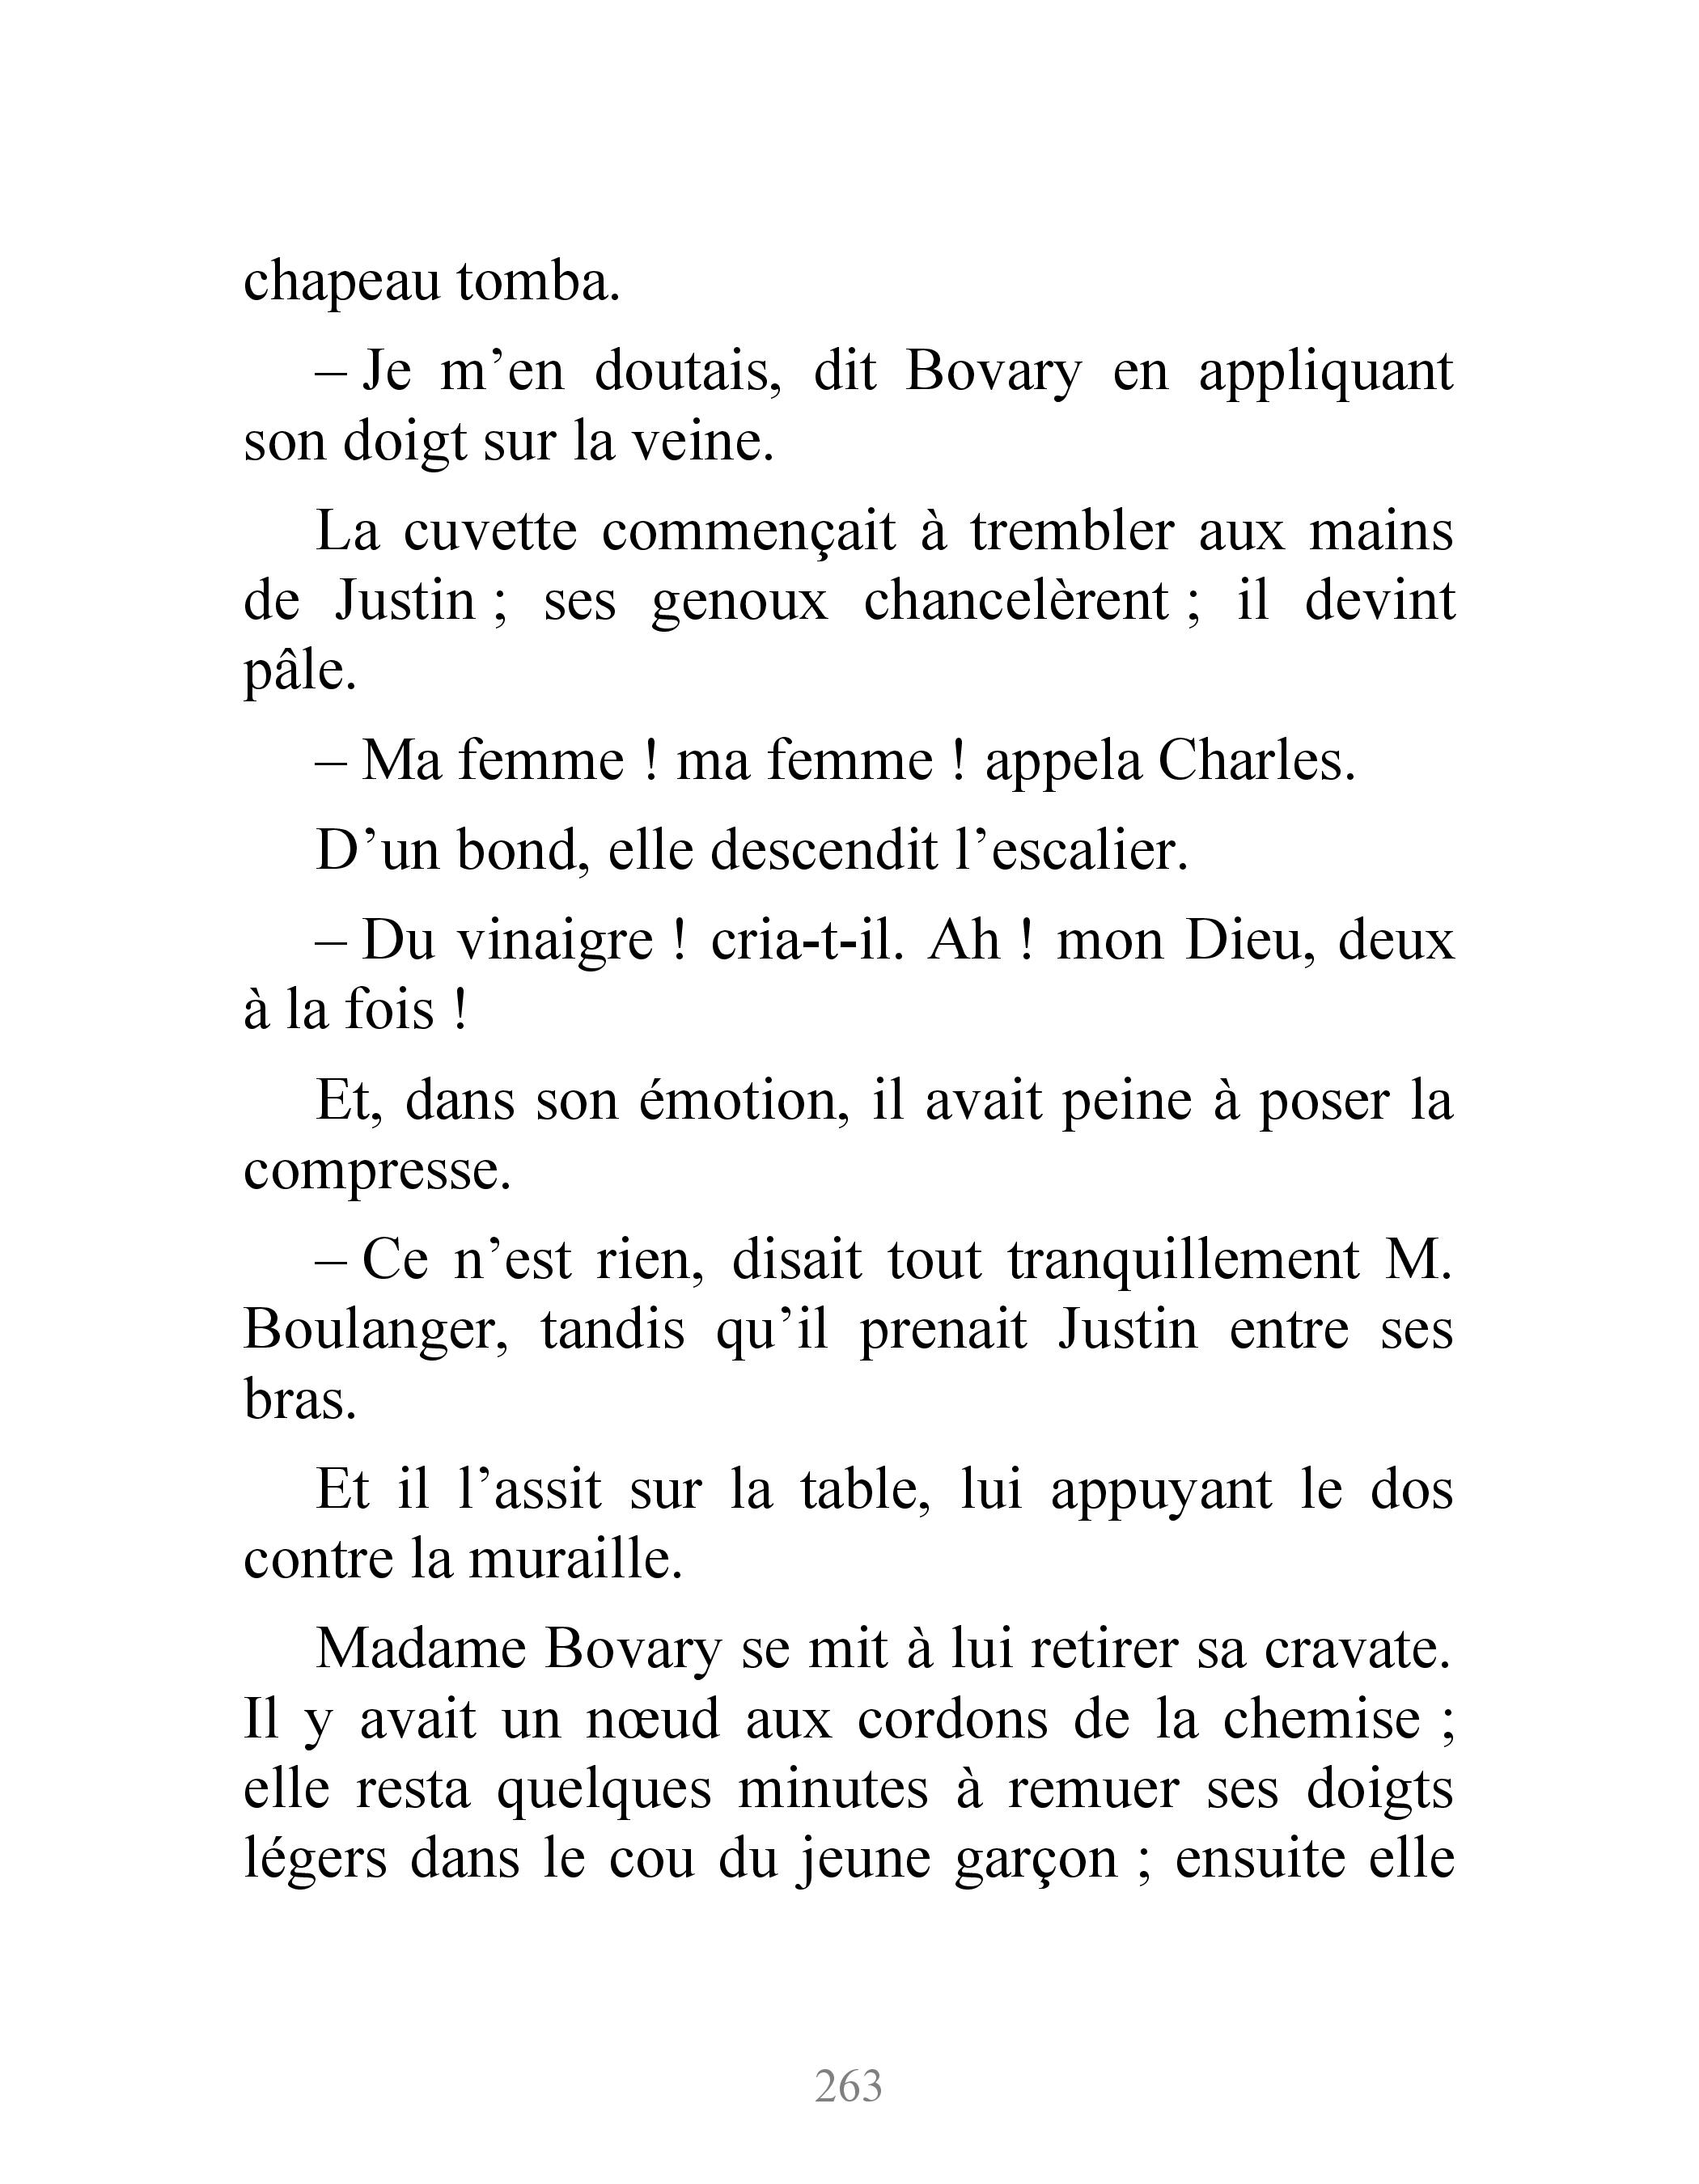 chapeau tomba.
– Je m’en doutais, dit Bovary en appliquant
son doigt sur la veine.
La cuvette commençait à trembler aux mains
de Justin ; ses genoux chancelèrent ; il devint
pâle.
– Ma femme ! ma femme ! appela Charles.
D’un bond, elle descendit l’escalier.
– Du vinaigre ! cria-t-il. Ah ! mon Dieu, deux
à la fois !
Et, dans son émotion, il avait peine à poser la
compresse.
– Ce n’est rien, disait tout tranquillement M.
Boulanger, tandis qu’il prenait Justin entre ses
bras.
Et il l’assit sur la table, lui appuyant le dos
contre la muraille.
Madame Bovary se mit à lui retirer sa cravate.
Il y avait un nœud aux cordons de la chemise ;
elle resta quelques minutes à remuer ses doigts
légers dans le cou du jeune garçon ; ensuite elle
263